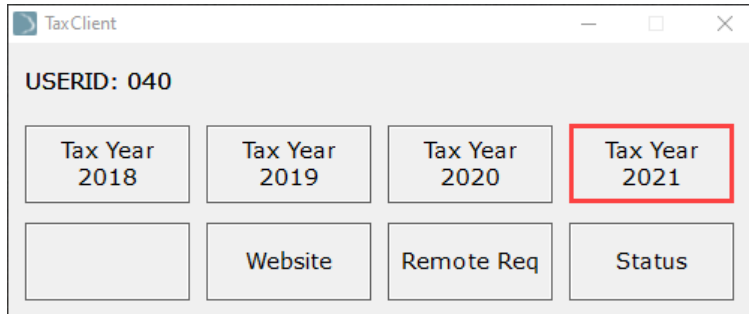 TaxClient
USERID: 040
Tax Year Tax Year Tax Year Tax Year
2018 2019 2020 2021
Website Remote Req Status